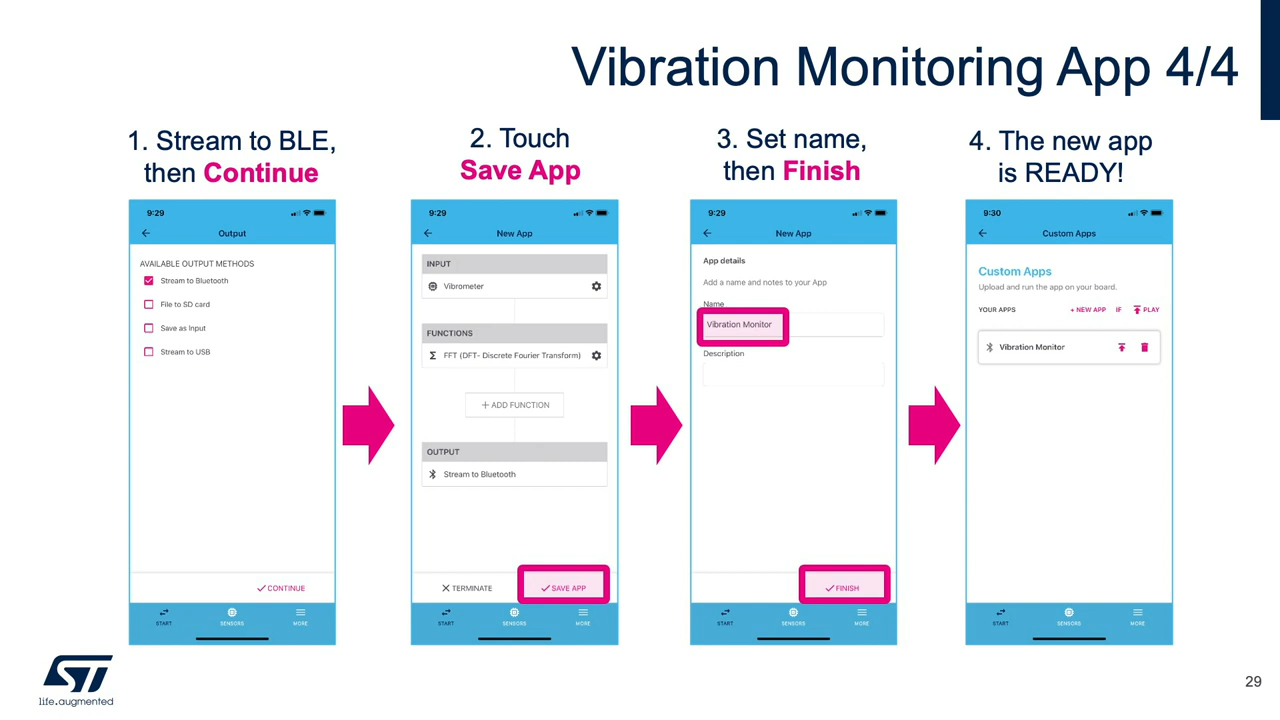 Vibration Monitoring App 4/4
1. Stream to BLE,
then Continue
9:29
Output
AVAILABLE OUTPUT METHODS
Stream to Bluetooth
File to SD card
Save as Input
Stream to USB
CONTINUE
START
SENSORS
MORE
2. Touch
Save App
9:29
New App
INPUT
Vibrometer
FUNCTIONS
FFT (DFT- Discrete Fourier Transform)
+ ADD FUNCTION
OUTPUT
Stream to Bluetooth
TERMINATE
SAVE APP
START
SENSORS
MORE
3. Set name,
then Finish
9:29
New App
App details
Add a name and notes to your App
Name
Vibration Monitor
Description
FINISH
START
SENSORS
MORE
4. The new app
is READY!
9:30
Custom Apps
Custom Apps
Upload and run the app on your board.
YOUR APPS + NEW APP IF PLAY
Vibration Monitor
START
SENSORS
MORE
ST
life.augmented
29